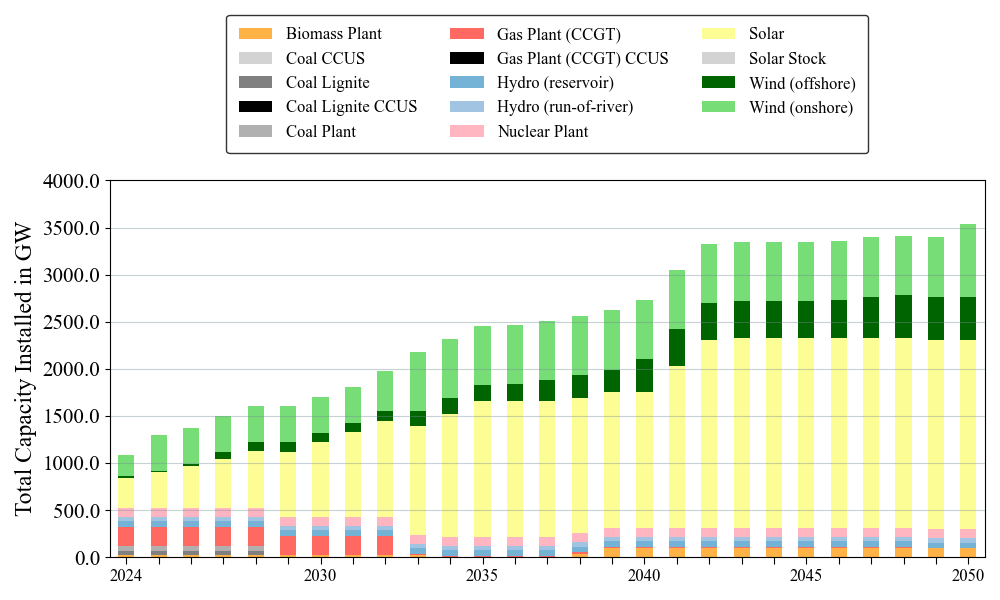 Biomass Plant
Coal CCUS
Coal Lignite
Coal Lignite CCUS
Coal Plant
Gas Plant (CCGT)
Gas Plant (CCGT) CCUS
Hydro (reservoir)
Hydro (run-of-river)
Nuclear Plant
Solar
Solar Stock
Wind (offshore)
Wind (onshore)
Total Capacity Installed in GW
4000.0
3500.0
3000.0
2500.0
2000.0
1500.0
1000.0
500.0
0.0
2024 2030 2035 2040 2045 2050